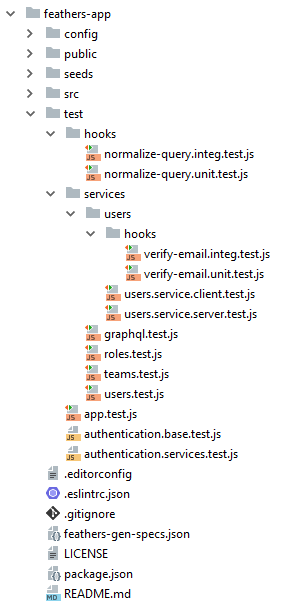 feathers-app
config
public
seeds
src
test
hooks
normalize-query.integ.test.js
normalize-query.unit.test.js
services
users
hooks
verify-email.integ.test.js
verify-email.unit.test.js
users.service.client.test.js
users.service.server.test.js
graphql.test.js
roles.test.js
teams.test.js
users.test.js
app.test.js
authentication.base.test.js
authentication.services.test.js
.editorconfig
.eslintrc.json
.gitignore
feathers-gen-specs.json
LICENSE
package.json
README.md